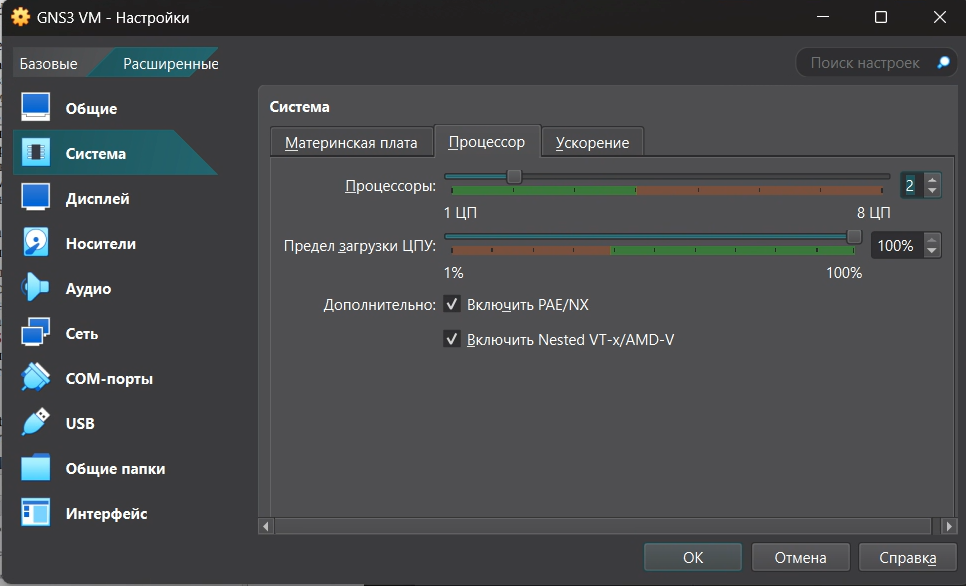 GNS3 VM - Настройки
Базовые
Расширенные
Поиск настроек
Общие
Система
Дисплей
Носители
Аудио
Сеть
COM-порты
USB
Общие папки
Интерфейс
Система
Материнская плата
Процессор
Ускорение
Процессоры:
2
1 ЦП
8 ЦП
Предел загрузки ЦПУ:
100%
1%
100%
Дополнительно:
Включить PAE/NX
Включить Nested VT-x/AMD-V
ОК
Отмена
Справка